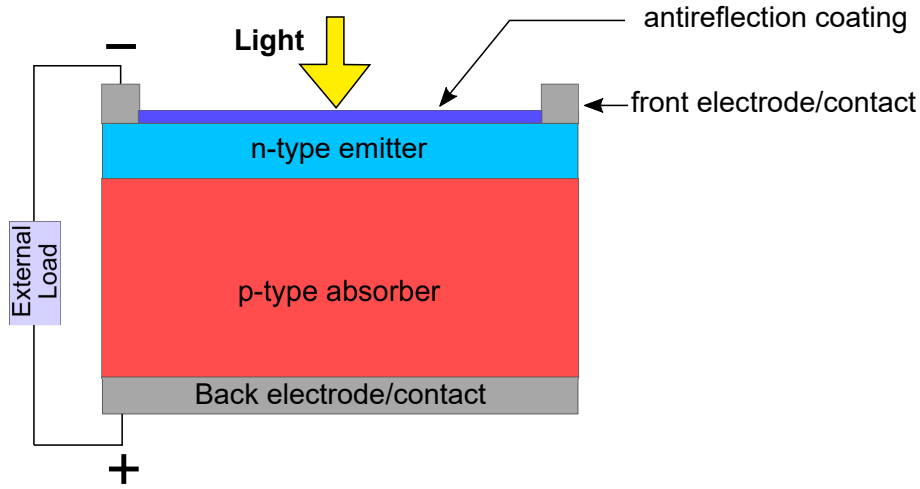 antireflection coating
Light
−
front electrode/contact
n-type emitter
External
Load
p-type absorber
Back electrode/contact
+